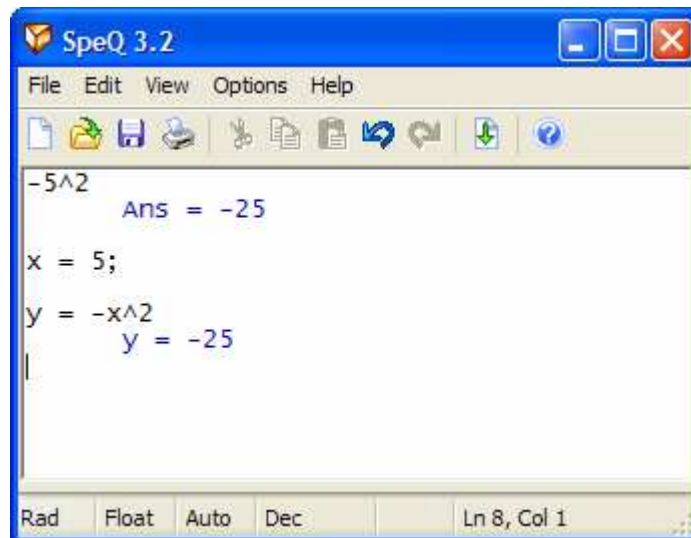 SpeQ 3.2
File Edit View Options Help
-5^2
Ans = -25
x = 5;
y = -x^2
y = -25
Rad Float Auto Dec Ln 8, Col 1